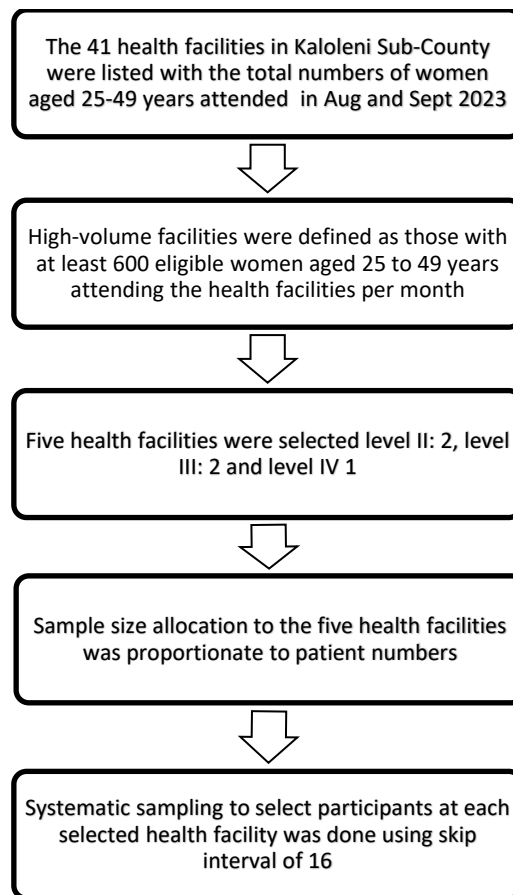 The 41 health facilities in Kaloleni Sub-County
were listed with the total numbers of women
aged 25-49 years attended in Aug and Sept 2023
High-volume facilities were defined as those with
at least 600 eligible women aged 25 to 49 years
attending the health facilities per month
Five health facilities were selected level II: 2, level
III: 2 and level IV 1
Sample size allocation to the five health facilities
was proportionate to patient numbers
Systematic sampling to select participants at each
selected health facility was done using skip
interval of 16